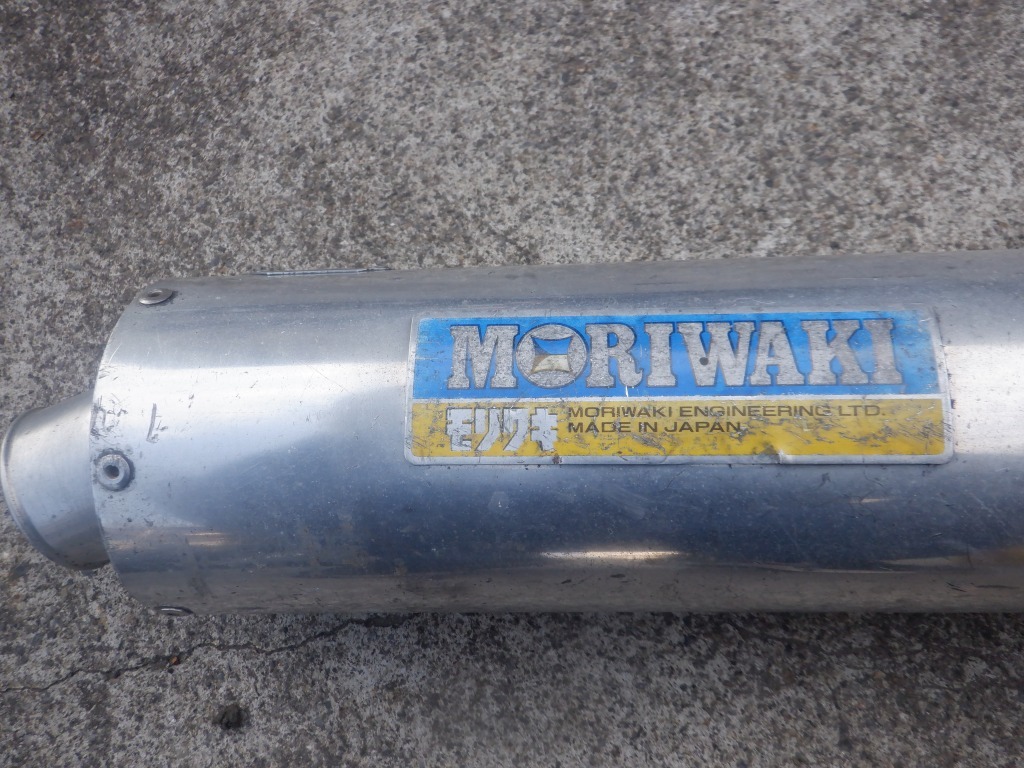 MORIWAKI
モリワキ
MORIWAKI ENGINEERING LTD.
MADE IN JAPAN